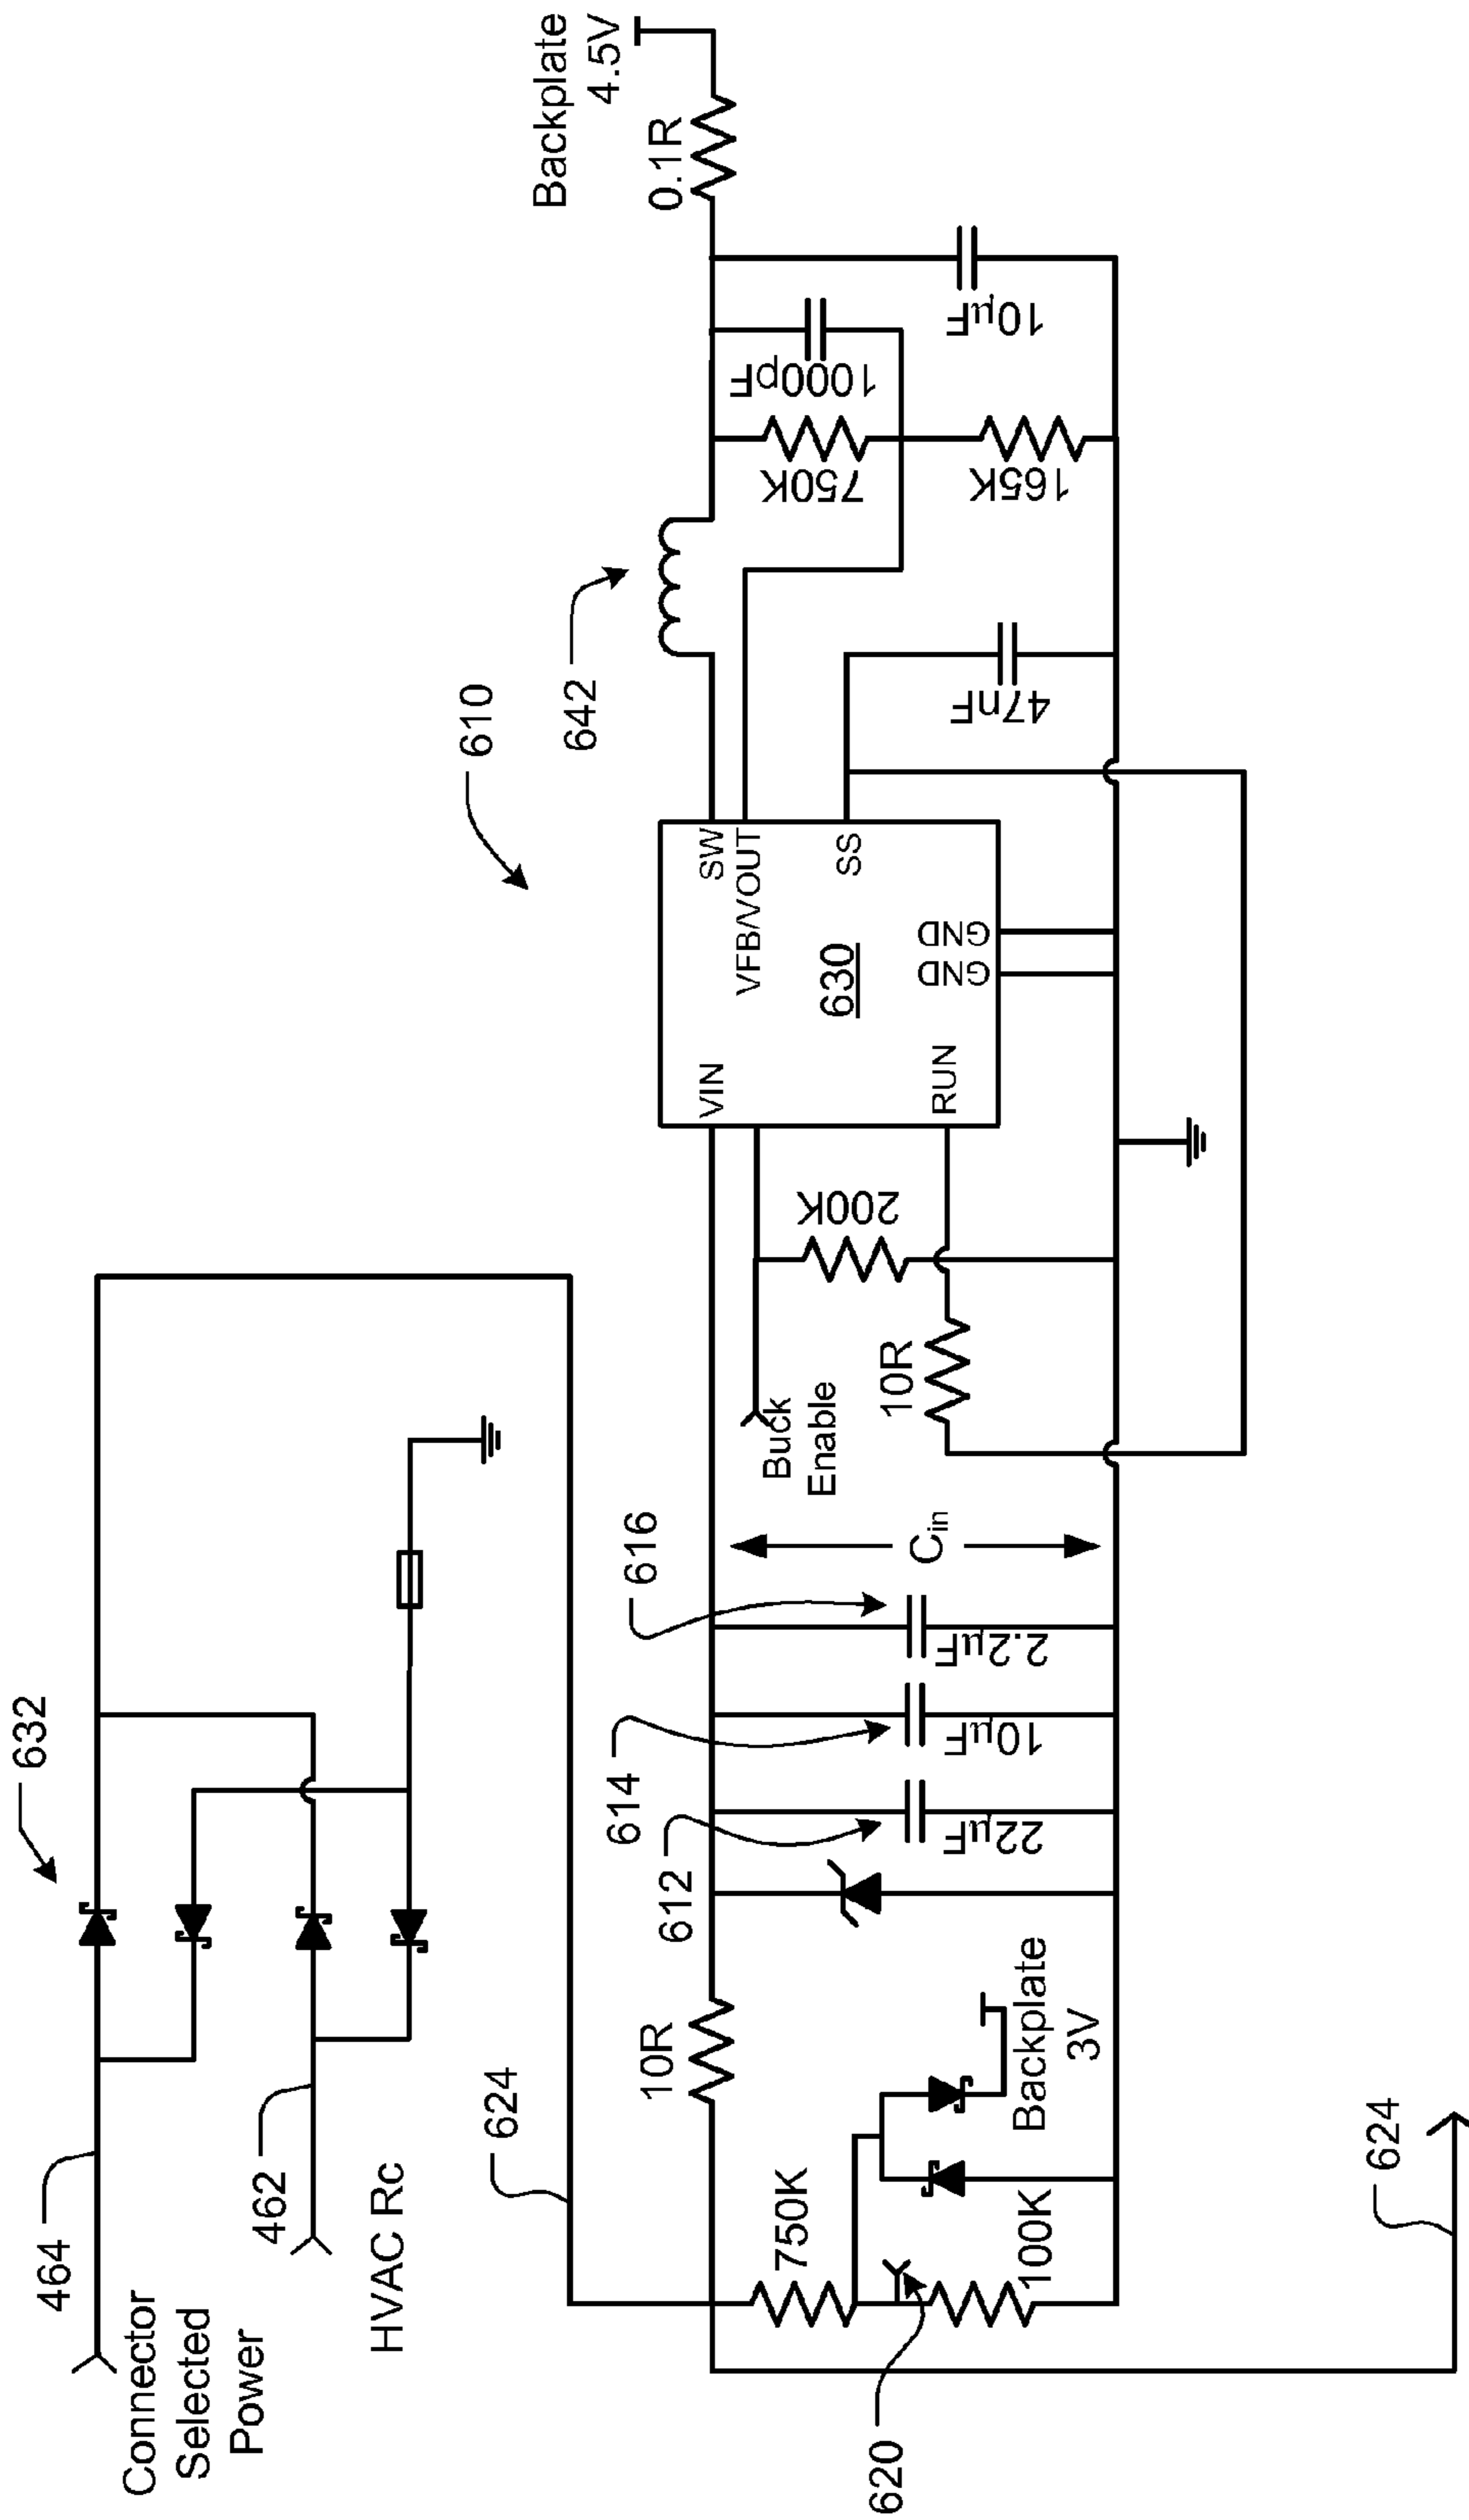 464
Connector
Selected
Power
462
HVAC Rc
632
624
610
642
Backplate
4.5V
0.1R
10R
612
614
616
22µF
10µF
2.2µF
Cin
Buck
Enable
200K
10R
VIN
RUN
630
SW
VFB/VOUT
SS
GND
GND
47nF
750K
165K
1000pF
10µF
750K
100K
620
Backplate
3V
624